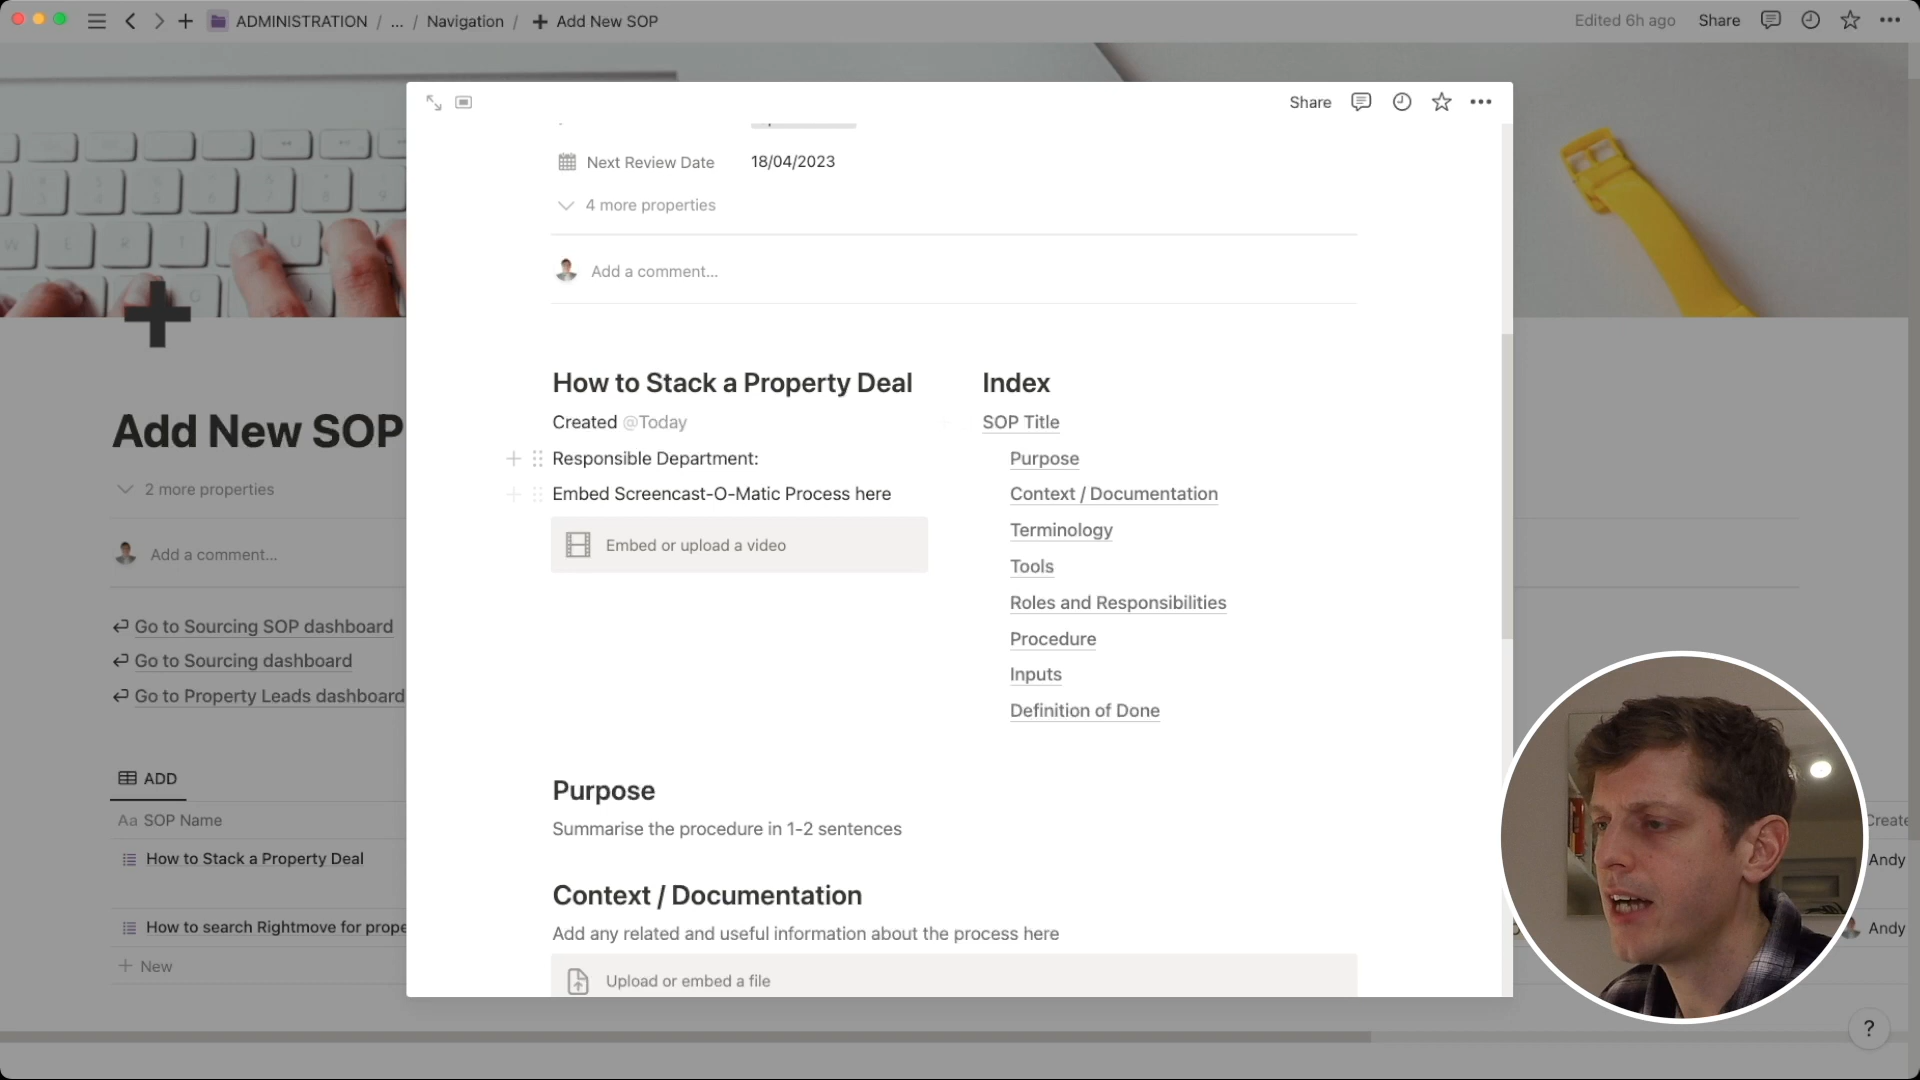 ADMINISTRATION / ... / Navigation / Add New SOP
Edited 6h ago Share
Share
Next Review Date 18/04/2023
4 more properties
Add a comment...
How to Stack a Property Deal
Created @Today
Responsible Department:
Embed Screencast-O-Matic Process here
Embed or upload a video
Index
SOP Title
Purpose
Context / Documentation
Terminology
Tools
Roles and Responsibilities
Procedure
Inputs
Definition of Done
Purpose
Summarise the procedure in 1-2 sentences
Context / Documentation
Add any related and useful information about the process here
Upload or embed a file
Add New SOP
2 more properties
Add a comment...
Go to Sourcing SOP dashboard
Go to Sourcing dashboard
Go to Property Leads dashboard
ADD
Aa SOP Name
How to Stack a Property Deal
Andy
How to search Rightmove for prope
Andy
New
?